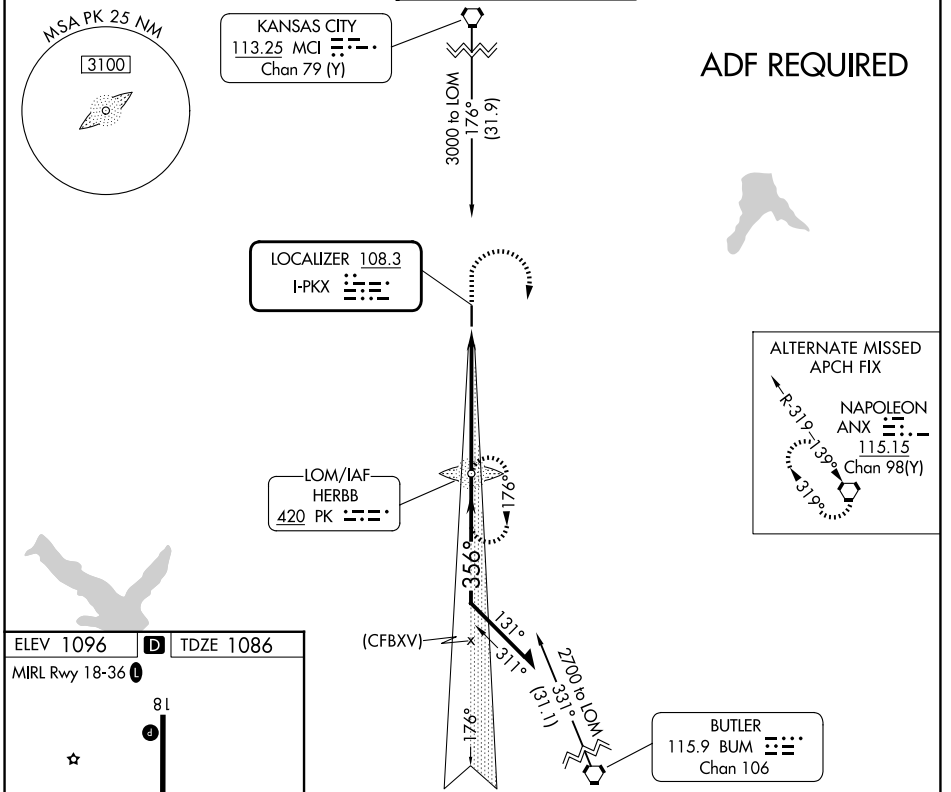 MSA PK 25 NM
3100
KANSAS CITY
113.25 MCI
Chan 79 (Y)
3000 to LOM
176°
(31.9)
ADF REQUIRED
LOCALIZER 108.3
I-PKX
ALTERNATE MISSED
APCH FIX
R-319
139°
319°
NAPOLEON
ANX
115.15
Chan 98(Y)
LOM/IAF
HERBB
420 PK
176°
356°
131°
311°
(CFBXV)
176°
2700 to LOM
331°
(31.1)
BUTLER
115.9 BUM
Chan 106
ELEV 1096 D TDZE 1086
MIRL Rwy 18-36 L
18
P